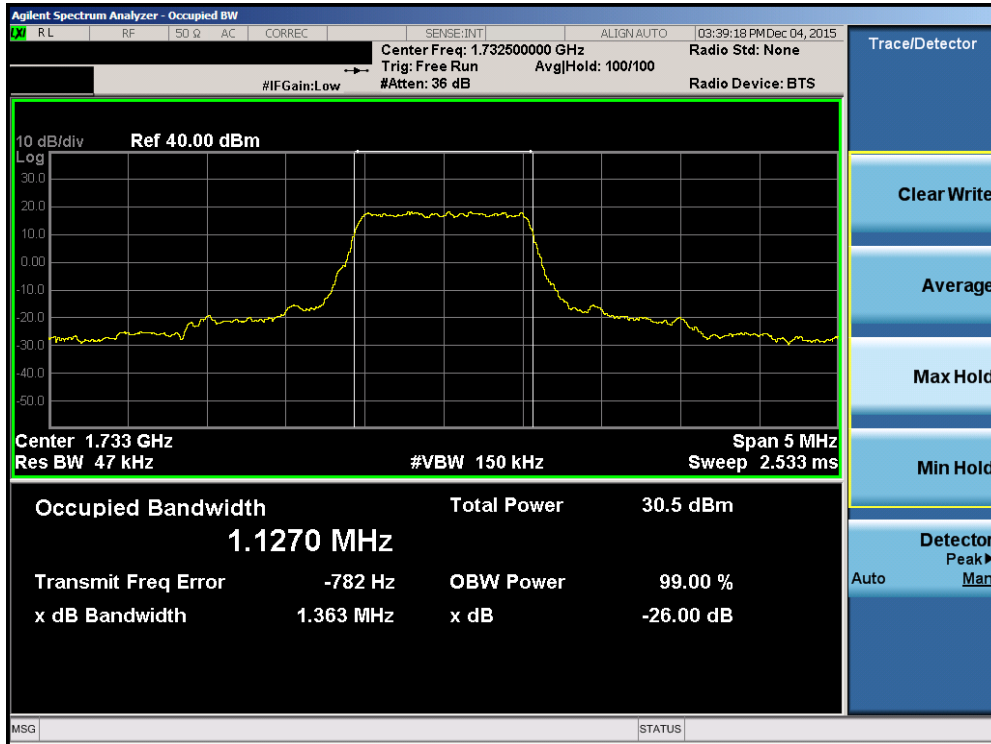 Agilent Spectrum Analyzer - Occupied BW
LXI RL RF 50 Ω AC CORREC SENSE:INT ALIGN AUTO 03:39:18 PM Dec 04, 2015
Center Freq: 1.732500000 GHz Radio Std: None
Trig: Free Run Avg|Hold: 100/100
#IFGain:Low #Atten: 36 dB Radio Device: BTS
10 dB/div Ref 40.00 dBm
Log
30.0
20.0
10.0
0.00
-10.0
-20.0
-30.0
-40.0
-50.0
Center 1.733 GHz Span 5 MHz
Res BW 47 kHz #VBW 150 kHz Sweep 2.533 ms
Occupied Bandwidth Total Power 30.5 dBm
1.1270 MHz
Transmit Freq Error -782 Hz OBW Power 99.00 %
x dB Bandwidth 1.363 MHz x dB -26.00 dB
MSG STATUS
Trace/Detector
Clear Write
Average
Max Hold
Min Hold
Detector
Peak▶
Auto Man